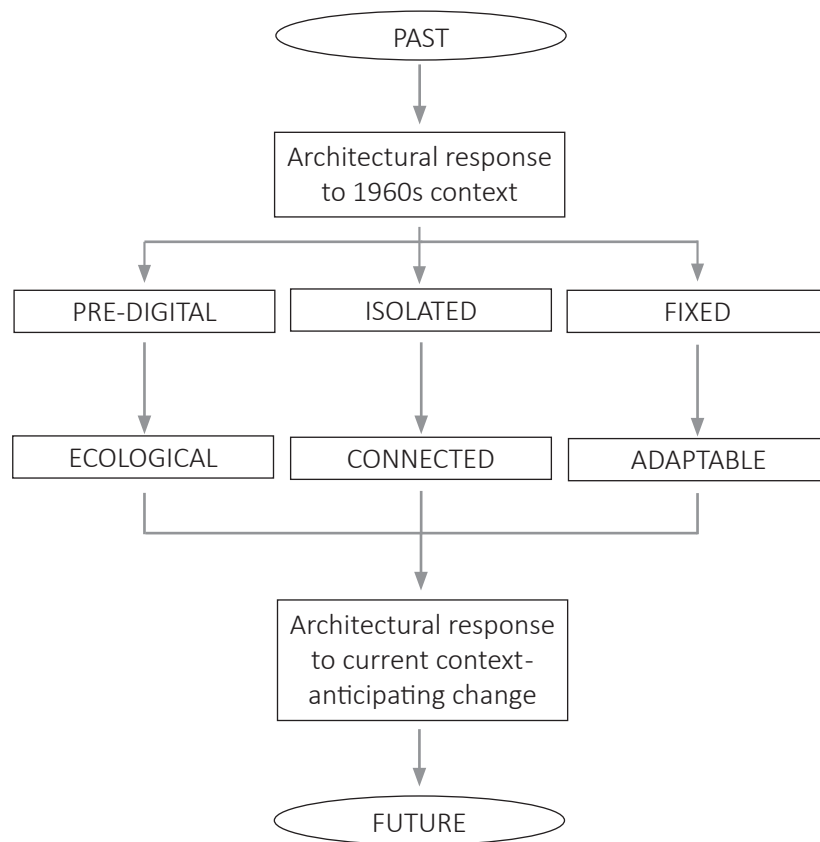 PAST
Architectural response
to 1960s context
PRE-DIGITAL
ISOLATED
FIXED
ECOLOGICAL
CONNECTED
ADAPTABLE
Architectural response
to current context-
anticipating change
FUTURE